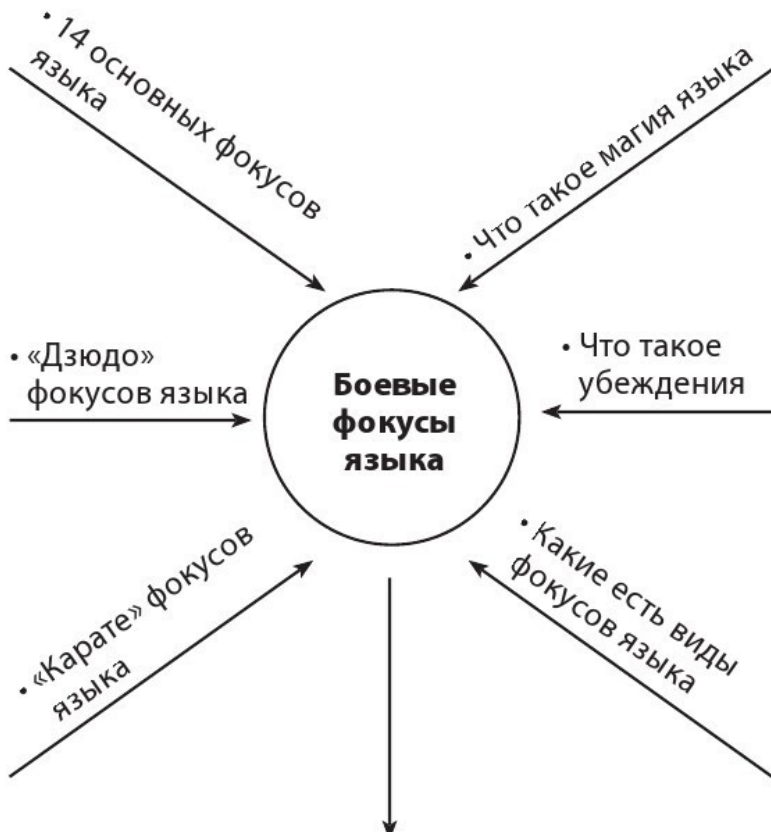 • 14 основных фокусов
языка
• Что такое магия языка
• «Дзюдо»
фокусов языка
Боевые
фокусы
языка
• Что такое
убеждения
• «Карате» фокусов
языка
• Какие есть виды
фокусов языка